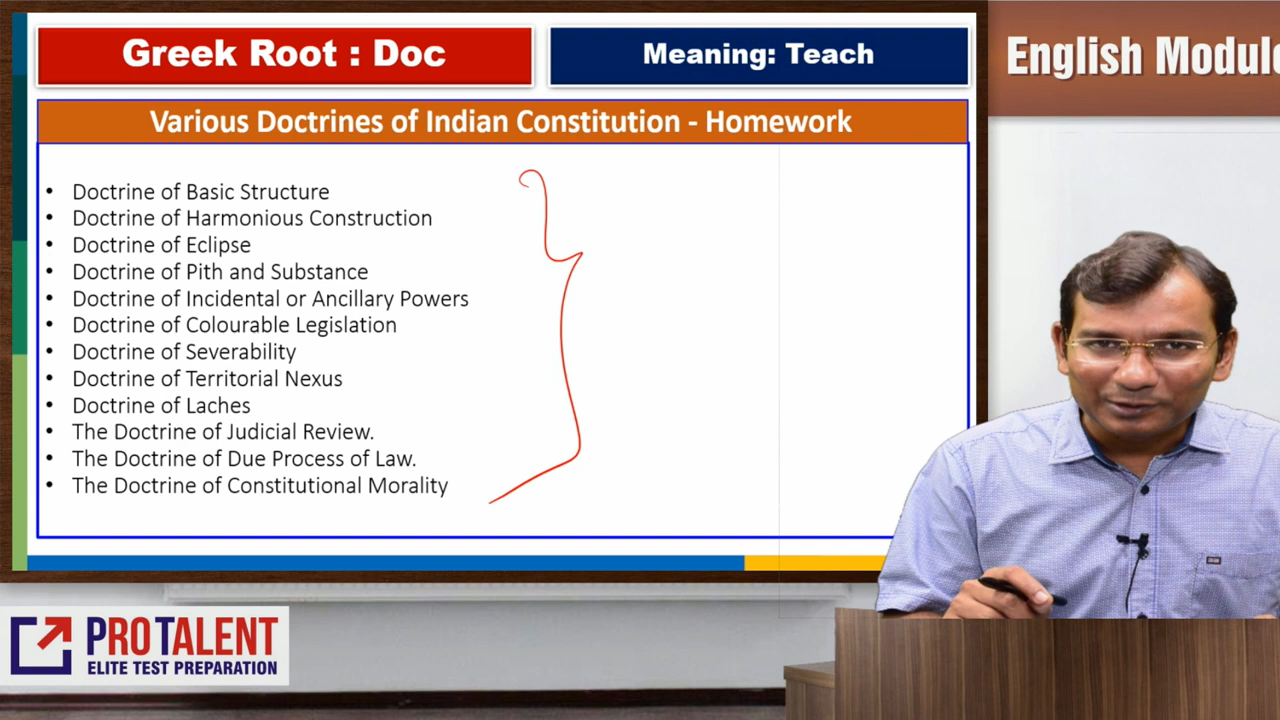 Greek Root : Doc
Meaning: Teach
English Module
Various Doctrines of Indian Constitution - Homework
• Doctrine of Basic Structure
• Doctrine of Harmonious Construction
• Doctrine of Eclipse
• Doctrine of Pith and Substance
• Doctrine of Incidental or Ancillary Powers
• Doctrine of Colourable Legislation
• Doctrine of Severability
• Doctrine of Territorial Nexus
• Doctrine of Laches
• The Doctrine of Judicial Review.
• The Doctrine of Due Process of Law.
• The Doctrine of Constitutional Morality
PROTALENT
ELITE TEST PREPARATION